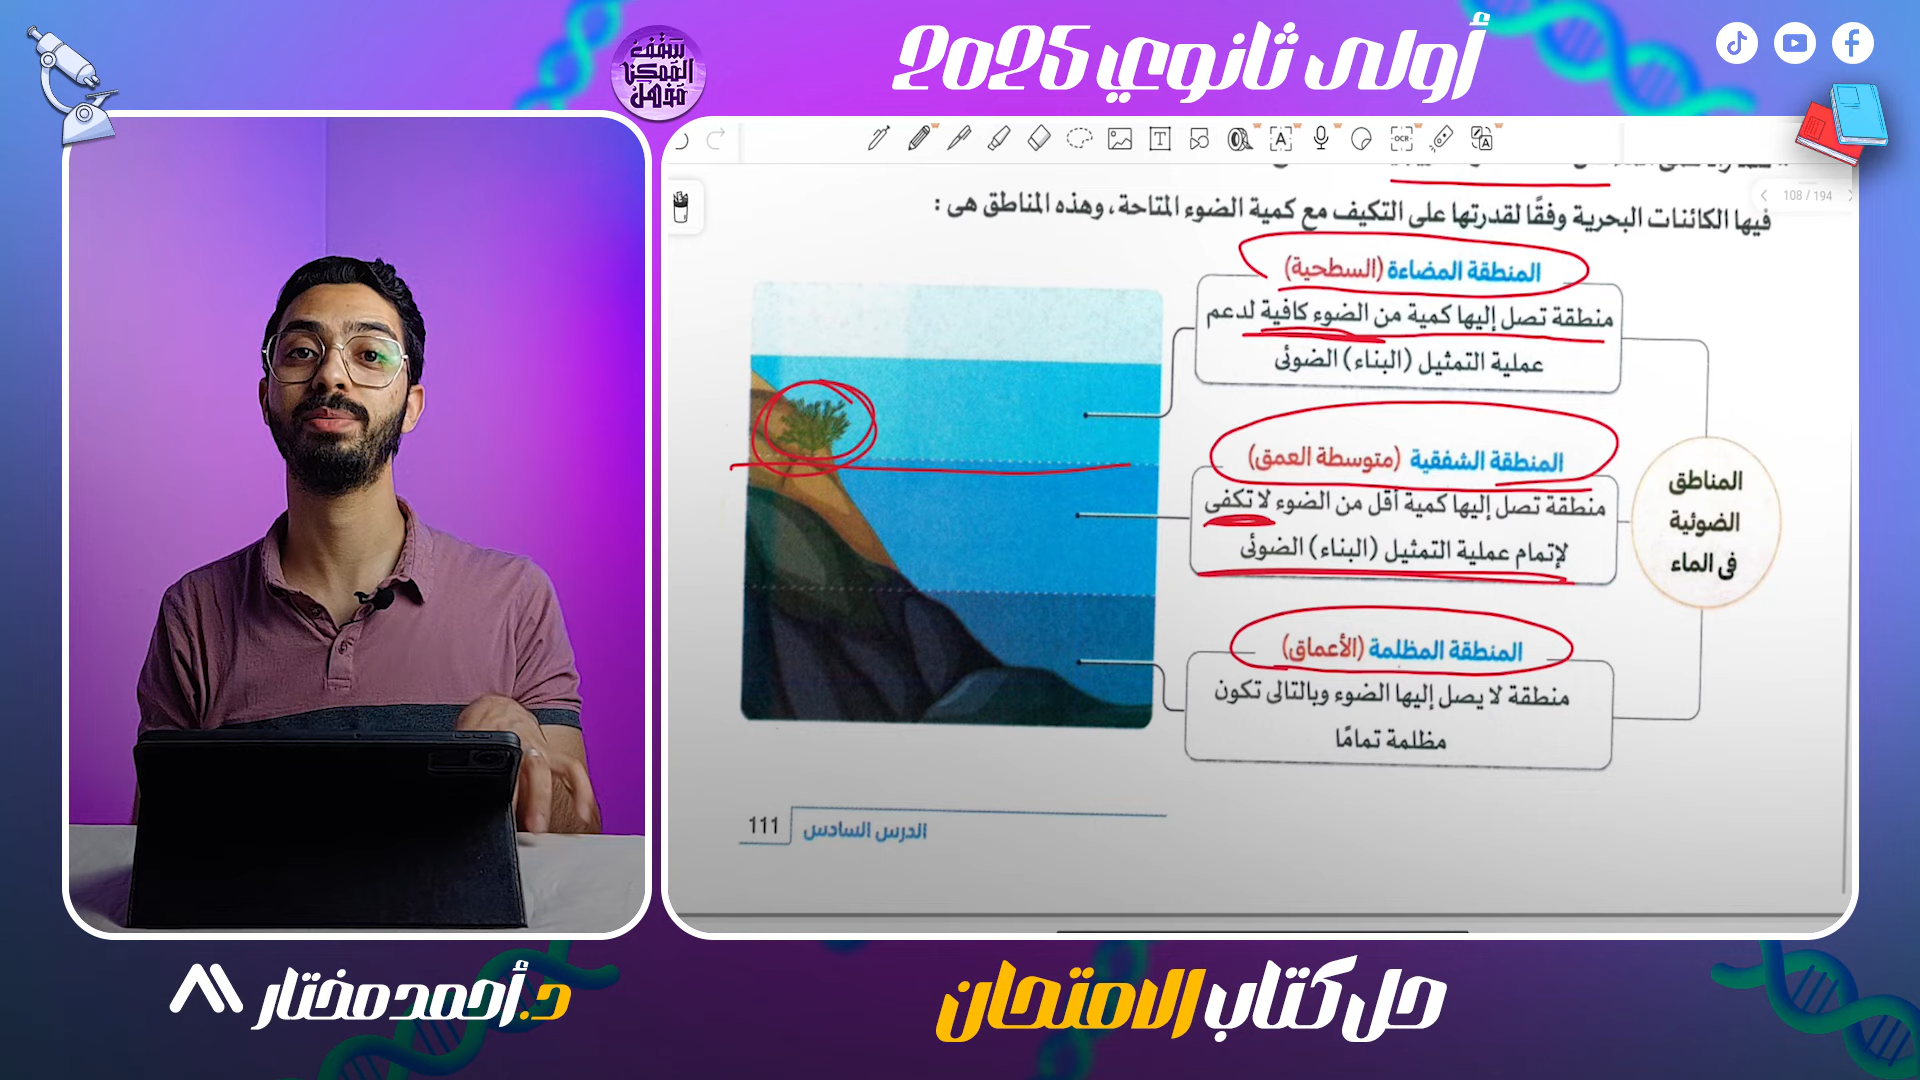 أولى ثانوي 2025
سقف
الممكن
مذهل
108 / 194
فيها الكائنات البحرية وفقًا لقدرتها على التكيف مع كمية الضوء المتاحة، وهذه المناطق هى :
المنطقة المضاءة (السطحية)
منطقة تصل إليها كمية من الضوء كافية لدعم
عملية التمثيل (البناء) الضوئى
المنطقة الشفقية (متوسطة العمق)
منطقة تصل إليها كمية أقل من الضوء لا تكفى
لإتمام عملية التمثيل (البناء) الضوئى
المنطقة المظلمة (الأعماق)
منطقة لا يصل إليها الضوء وبالتالى تكون
مظلمة تمامًا
المناطق
الضوئية
فى الماء
الدرس السادس
111
د.أحمد مختار
حل كتاب الامتحان